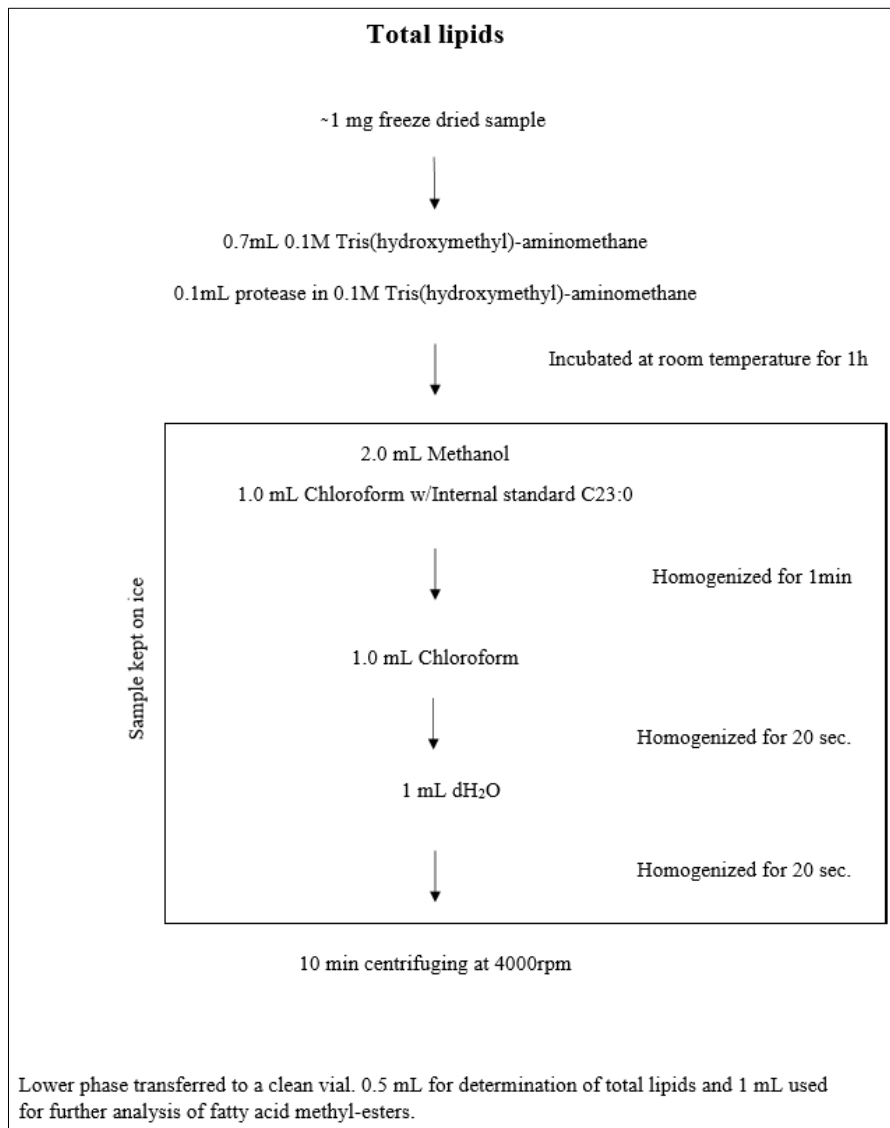 Total lipids
~1 mg freeze dried sample
0.7mL 0.1M Tris(hydroxymethyl)-aminomethane
0.1mL protease in 0.1M Tris(hydroxymethyl)-aminomethane
Incubated at room temperature for 1h
Sample kept on ice
2.0 mL Methanol
1.0 mL Chloroform w/Internal standard C23:0
Homogenized for 1min
1.0 mL Chloroform
Homogenized for 20 sec.
1 mL dH₂O
Homogenized for 20 sec.
10 min centrifuging at 4000rpm
Lower phase transferred to a clean vial. 0.5 mL for determination of total lipids and 1 mL used
for further analysis of fatty acid methyl-esters.